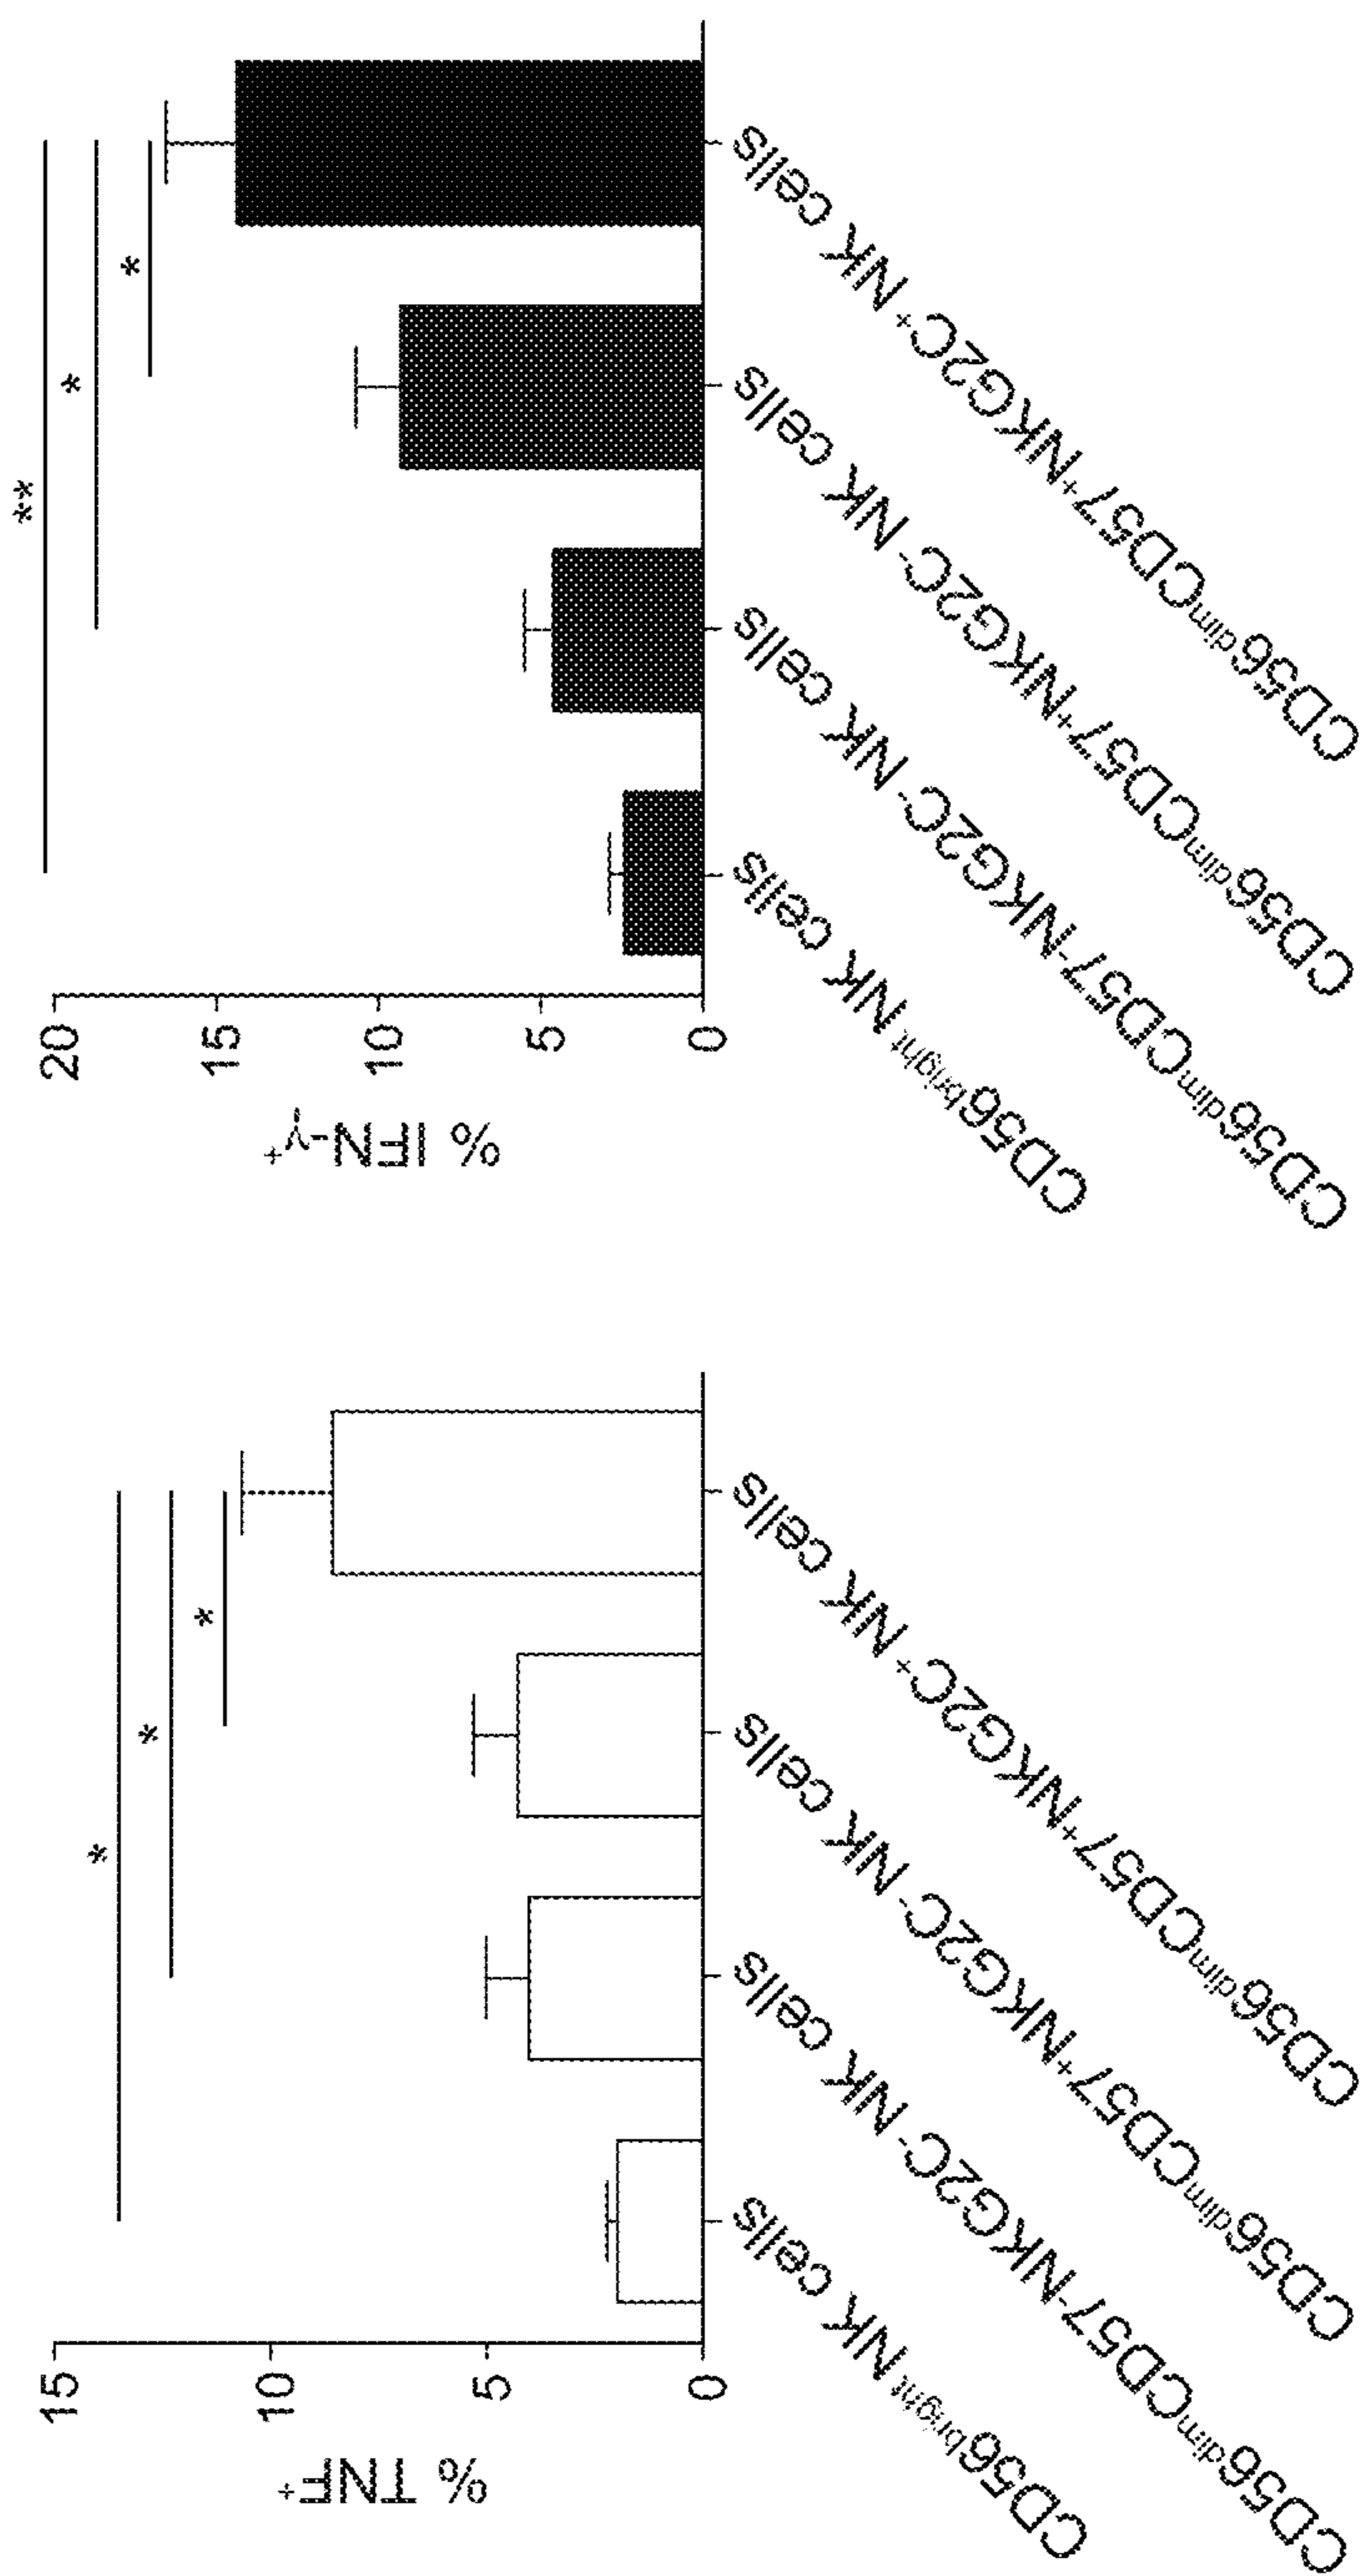 % TNF⁺
15
10
5
0
*
*
*
CD56ᵇʳⁱᵍʰᵗ NK cells
CD56ᵈⁱᵐCD57⁻NKG2C⁻ NK cells
CD56ᵈⁱᵐCD57⁺NKG2C⁻ NK cells
CD56ᵈⁱᵐCD57⁺NKG2C⁺ NK cells
% IFN-γ⁺
20
15
10
5
0
**
*
*
CD56ᵇʳⁱᵍʰᵗ NK cells
CD56ᵈⁱᵐCD57⁻NKG2C⁻ NK cells
CD56ᵈⁱᵐCD57⁺NKG2C⁻ NK cells
CD56ᵈⁱᵐCD57⁺NKG2C⁺ NK cells